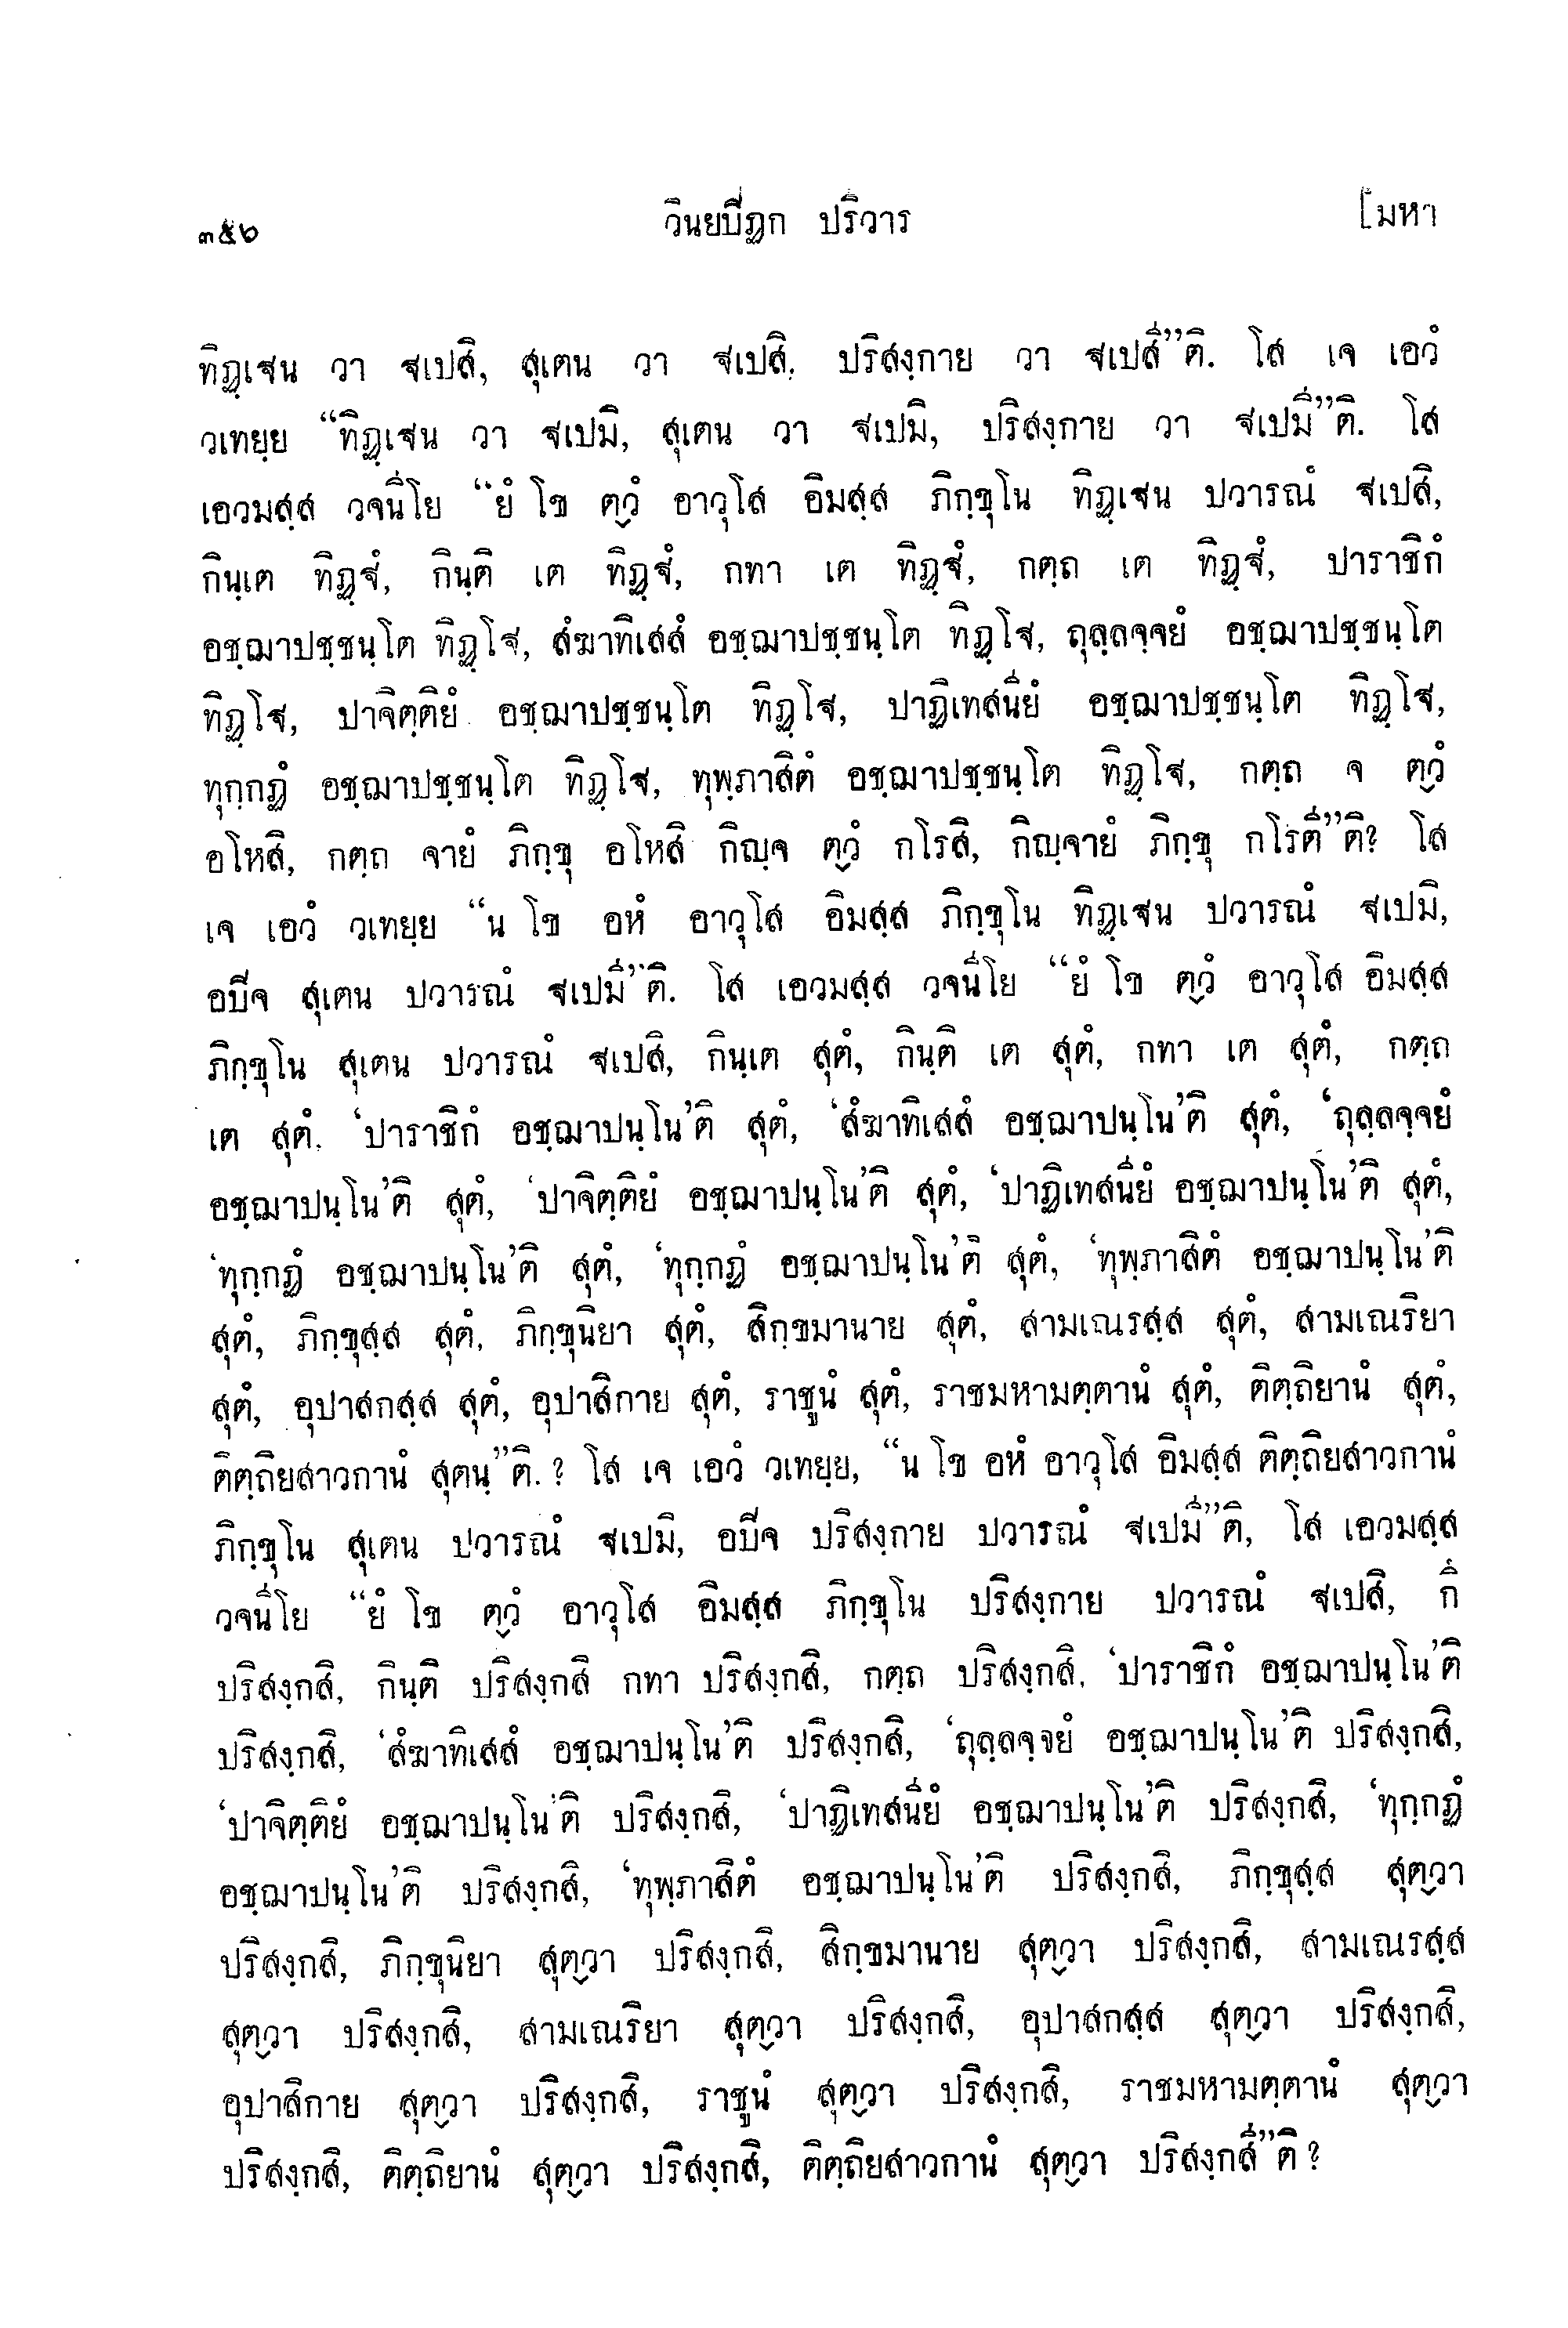 ๓๕๖ วินยปิฏก ปริวาร [มหา
ทิฏฺเฐน วา ฐเปสิ, สุเตน วา ฐเปสิ, ปริสงฺกาย วา ฐเปสี”ติ. โส เจ เอวํ
วเทยฺย “ทิฏฺเฐน วา ฐเปมิ, สุเตน วา ฐเปมิ, ปริสงฺกาย วา ฐเปมี”ติ. โส
เอวมสฺส วจนีโย “ยํ โข ตฺวํ อาวุโส อิมสฺส ภิกฺขุโน ทิฏฺเฐน ปวารณํ ฐเปสิ,
กินฺเต ทิฏฺฐํ, กินฺติ เต ทิฏฺฐํ, กทา เต ทิฏฺฐํ, กตฺถ เต ทิฏฺฐํ, ปาราชิกํ
อชฺฌาปชฺชนฺโต ทิฏฺโฐ, สํฆาทิเสสํ อชฺฌาปชฺชนฺโต ทิฏฺโฐ, ถุลฺลจฺจยํ อชฺฌาปชฺชนฺโต
ทิฏฺโฐ, ปาจิตฺติยํ อชฺฌาปชฺชนฺโต ทิฏฺโฐ, ปาฏิเทสนียํ อชฺฌาปชฺชนฺโต ทิฏฺโฐ,
ทุกฺกฏํ อชฺฌาปชฺชนฺโต ทิฏฺโฐ, ทุพฺภาสิตํ อชฺฌาปชฺชนฺโต ทิฏฺโฐ, กตฺถ จ ตฺวํ
อโหสิ, กตฺถ จายํ ภิกฺขุ อโหสิ กิญฺจ ตฺวํ กโรสิ, กิญฺจายํ ภิกฺขุ กโรตี”ติ? โส
เจ เอวํ วเทยฺย “น โข อหํ อาวุโส อิมสฺส ภิกฺขุโน ทิฏฺเฐน ปวารณํ ฐเปมิ,
อปิจ สุเตน ปวารณํ ฐเปมี”ติ. โส เอวมสฺส วจนีโย “ยํ โข ตฺวํ อาวุโส อิมสฺส
ภิกฺขุโน สุเตน ปวารณํ ฐเปสิ, กินฺเต สุตํ, กินฺติ เต สุตํ, กทา เต สุตํ, กตฺถ
เต สุตํ. ‘ปาราชิกํ อชฺฌาปนฺโน’ติ สุตํ, ‘สํฆาทิเสสํ อชฺฌาปนฺโน’ติ สุตํ, ‘ถุลฺลจฺจยํ
อชฺฌาปนฺโน’ติ สุตํ, ‘ปาจิตฺติยํ อชฺฌาปนฺโน’ติ สุตํ, ‘ปาฏิเทสนียํ อชฺฌาปนฺโน’ติ สุตํ,
‘ทุกฺกฏํ อชฺฌาปนฺโน’ติ สุตํ, ‘ทุกฺกฏํ อชฺฌาปนฺโน’ติ สุตํ, ‘ทุพฺภาสิตํ อชฺฌาปนฺโน’ติ
สุตํ, ภิกฺขุสฺส สุตํ, ภิกฺขุนิยา สุตํ, สิกฺขมานาย สุตํ, สามเณรสฺส สุตํ, สามเณริยา
สุตํ, อุปาสกสฺส สุตํ, อุปาสิกาย สุตํ, ราชูนํ สุตํ, ราชมหามตฺตานํ สุตํ, ติตฺถิยานํ สุตํ,
ติตฺถิยสาวกานํ สุตนฺ”ติ.? โส เจ เอวํ วเทยฺย, “น โข อหํ อาวุโส อิมสฺส ติตฺถิยสาวกานํ
ภิกฺขุโน สุเตน ปวารณํ ฐเปมิ, อปิจ ปริสงฺกาย ปวารณํ ฐเปมี”ติ, โส เอวมสฺส
วจนีโย “ยํ โข ตฺวํ อาวุโส อิมสฺส ภิกฺขุโน ปริสงฺกาย ปวารณํ ฐเปสิ, กึ
ปริสงฺกสิ, กินฺติ ปริสงฺกสิ กทา ปริสงฺกสิ, กตฺถ ปริสงฺกสิ. ‘ปาราชิกํ อชฺฌาปนฺโน’ติ
ปริสงฺกสิ, ‘สํฆาทิเสสํ อชฺฌาปนฺโน’ติ ปริสงฺกสิ, ‘ถุลฺลจฺจยํ อชฺฌาปนฺโน’ติ ปริสงฺกสิ,
‘ปาจิตฺติยํ อชฺฌาปนฺโน’ติ ปริสงฺกสิ, ‘ปาฏิเทสนียํ อชฺฌาปนฺโน’ติ ปริสงฺกสิ, ‘ทุกฺกฏํ
อชฺฌาปนฺโน’ติ ปริสงฺกสิ, ‘ทุพฺภาสิตํ อชฺฌาปนฺโน’ติ ปริสงฺกสิ, ภิกฺขุสฺส สุตฺวา
ปริสงฺกสิ, ภิกฺขุนิยา สุตฺวา ปริสงฺกสิ, สิกฺขมานาย สุตฺวา ปริสงฺกสิ, สามเณรสฺส
สุตฺวา ปริสงฺกสิ, สามเณริยา สุตฺวา ปริสงฺกสิ, อุปาสกสฺส สุตฺวา ปริสงฺกสิ,
อุปาสิกาย สุตฺวา ปริสงฺกสิ, ราชูนํ สุตฺวา ปริสงฺกสิ, ราชมหามตฺตานํ สุตฺวา
ปริสงฺกสิ, ติตฺถิยานํ สุตฺวา ปริสงฺกสิ, ติตฺถิยสาวกานํ สุตฺวา ปริสงฺกสี”ติ?